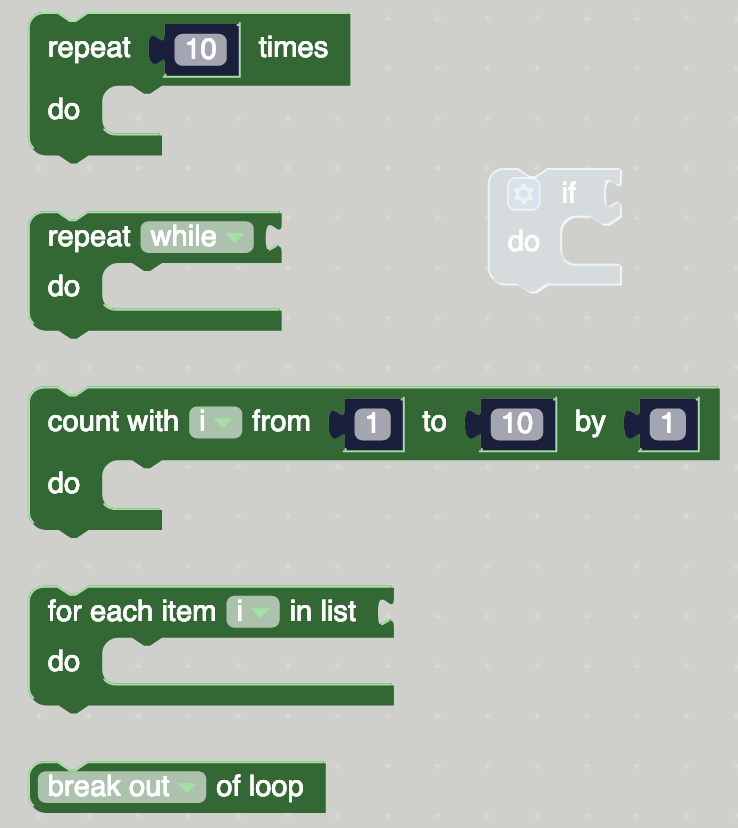 repeat 10 times
do
if
do
repeat while
do
count with i from 1 to 10 by 1
do
for each item i in list
do
break out of loop